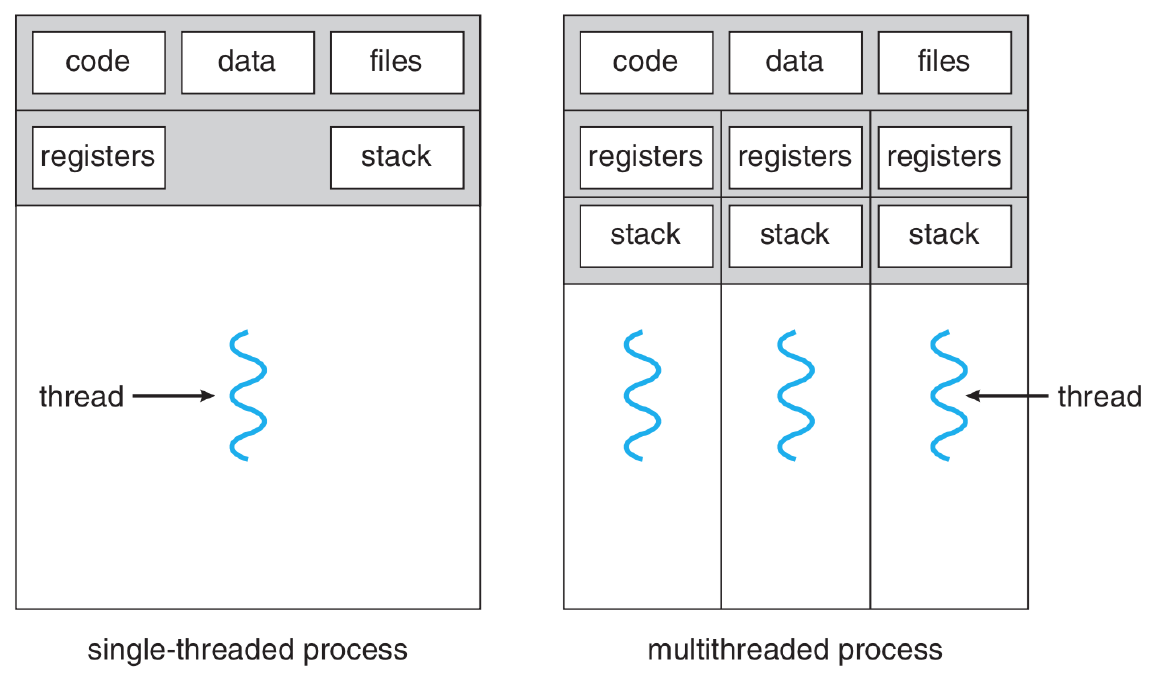 code data files
registers stack
thread
single-threaded process
code data files
registers registers registers
stack stack stack
thread
multithreaded process